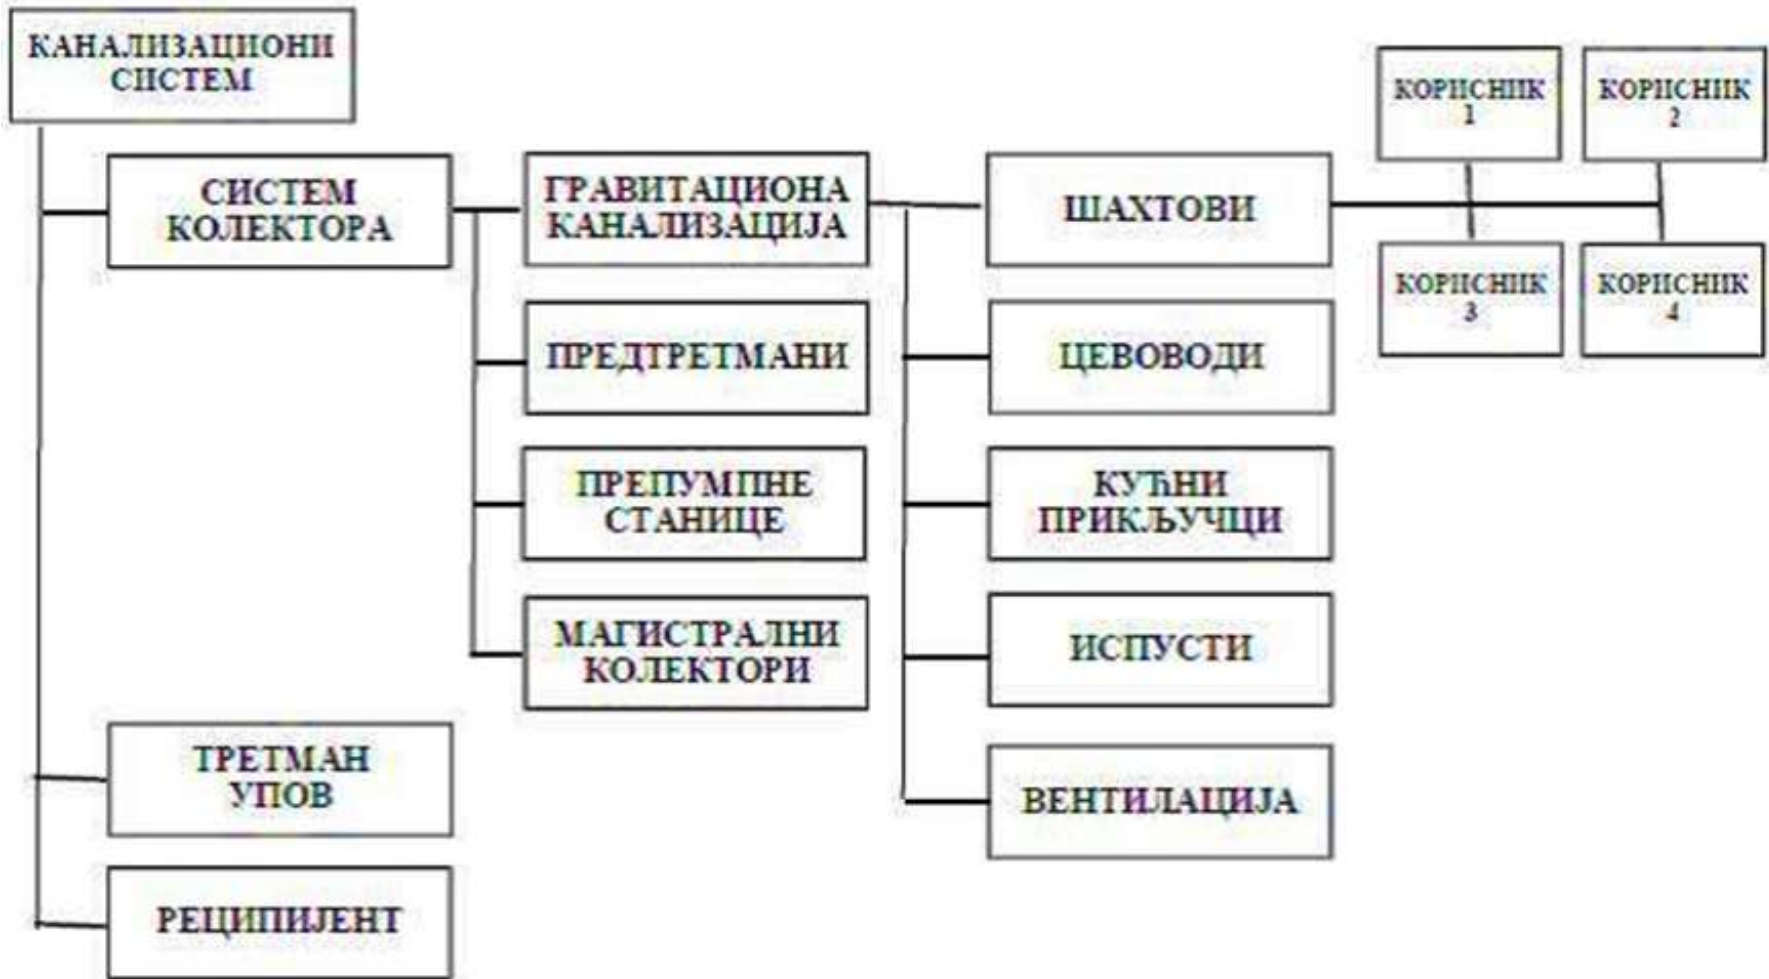 КАНАЛИЗАЦИОНИ
СИСТЕМ
СИСТЕМ
КОЛЕКТОРА
ГРАВИТАЦИОНА
КАНАЛИЗАЦИЈА
ШАХТОВИ
КОРИСНИК
1
КОРИСНИК
2
КОРИСНИК
3
КОРИСНИК
4
ПРЕДТРЕТМАНИ
ЦЕВОВОДИ
ПРЕПУМПНЕ
СТАНИЦЕ
КУЋНИ
ПРИКЉУЧЦИ
МАГИСТРАЛНИ
КОЛЕКТОРИ
ИСПУСТИ
ВЕНТИЛАЦИЈА
ТРЕТМАН
УПОВ
РЕЦИПИЈЕНТ